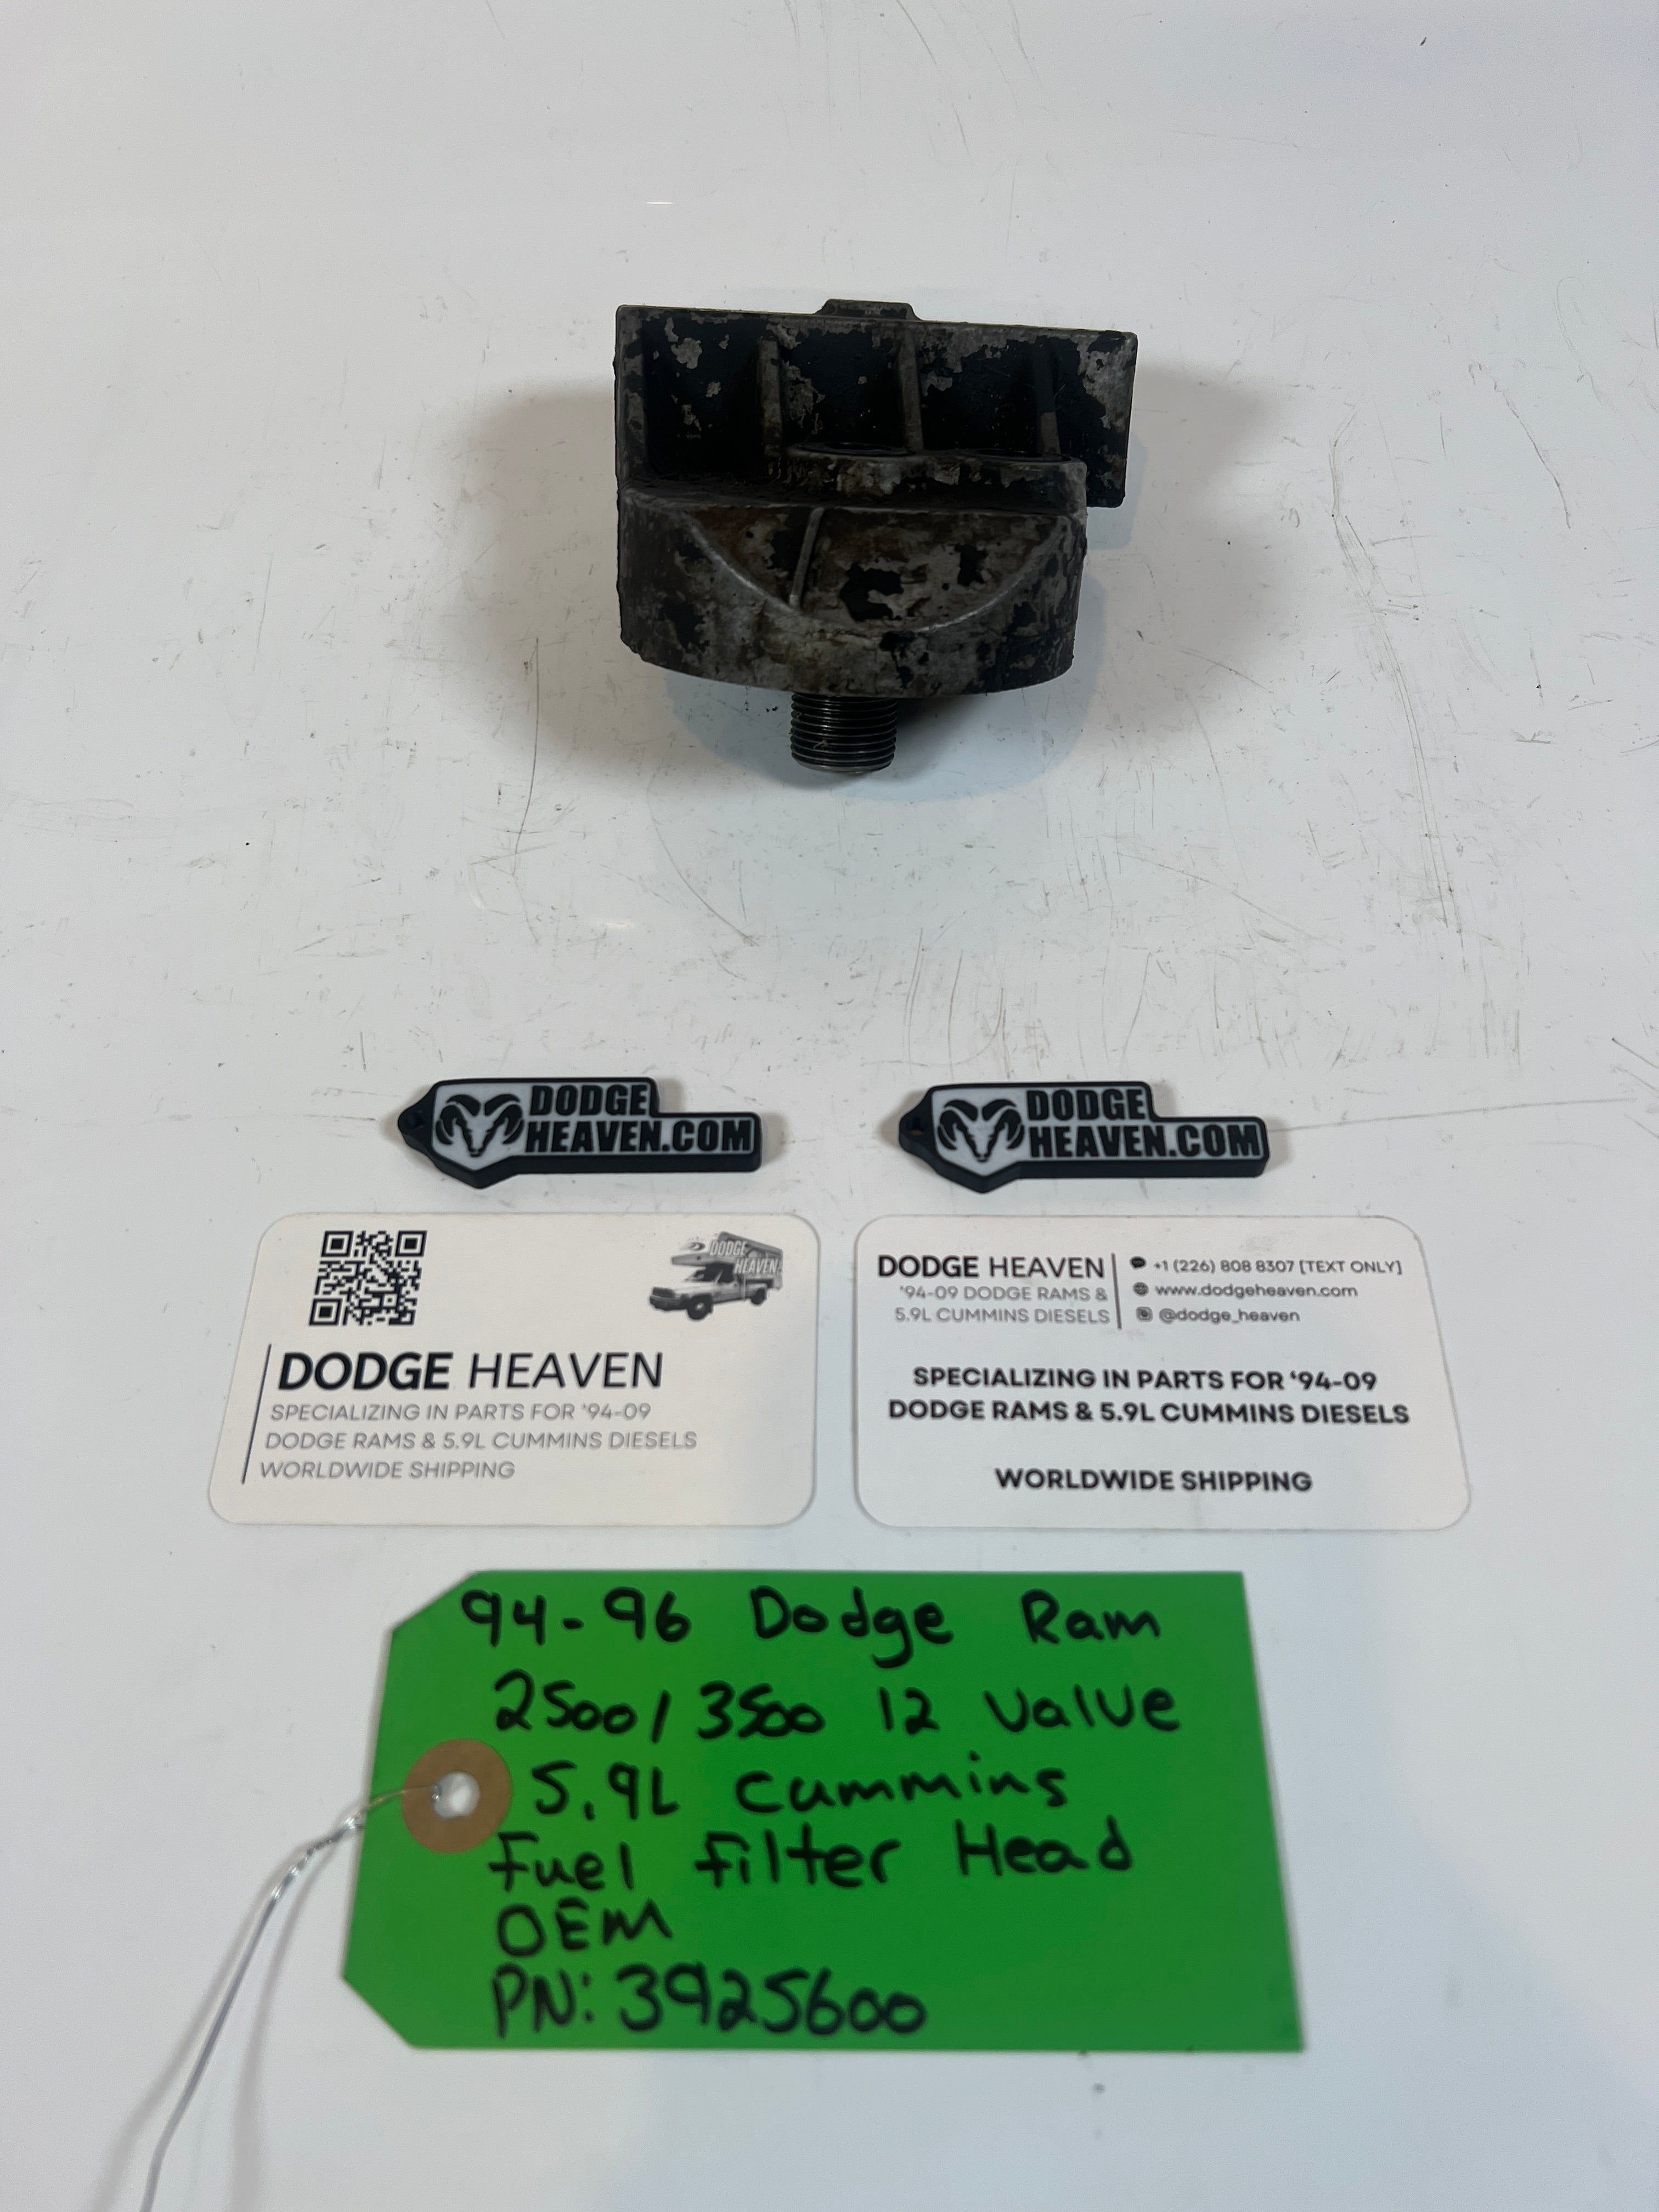 DODGE
HEAVEN.COM
DODGE
HEAVEN.COM
DODGE
HEAVEN
DODGE HEAVEN
SPECIALIZING IN PARTS FOR '94-09
DODGE RAMS & 5.9L CUMMINS DIESELS
WORLDWIDE SHIPPING
DODGE HEAVEN
'94-09 DODGE RAMS &
5.9L CUMMINS DIESELS
+1 (226) 808 8307 [TEXT ONLY]
www.dodgeheaven.com
@dodge_heaven
SPECIALIZING IN PARTS FOR '94-09
DODGE RAMS & 5.9L CUMMINS DIESELS
WORLDWIDE SHIPPING
94-96 Dodge Ram
2500/3500 12 Valve
5.9L Cummins
Fuel Filter Head
OEM
PN: 3925600